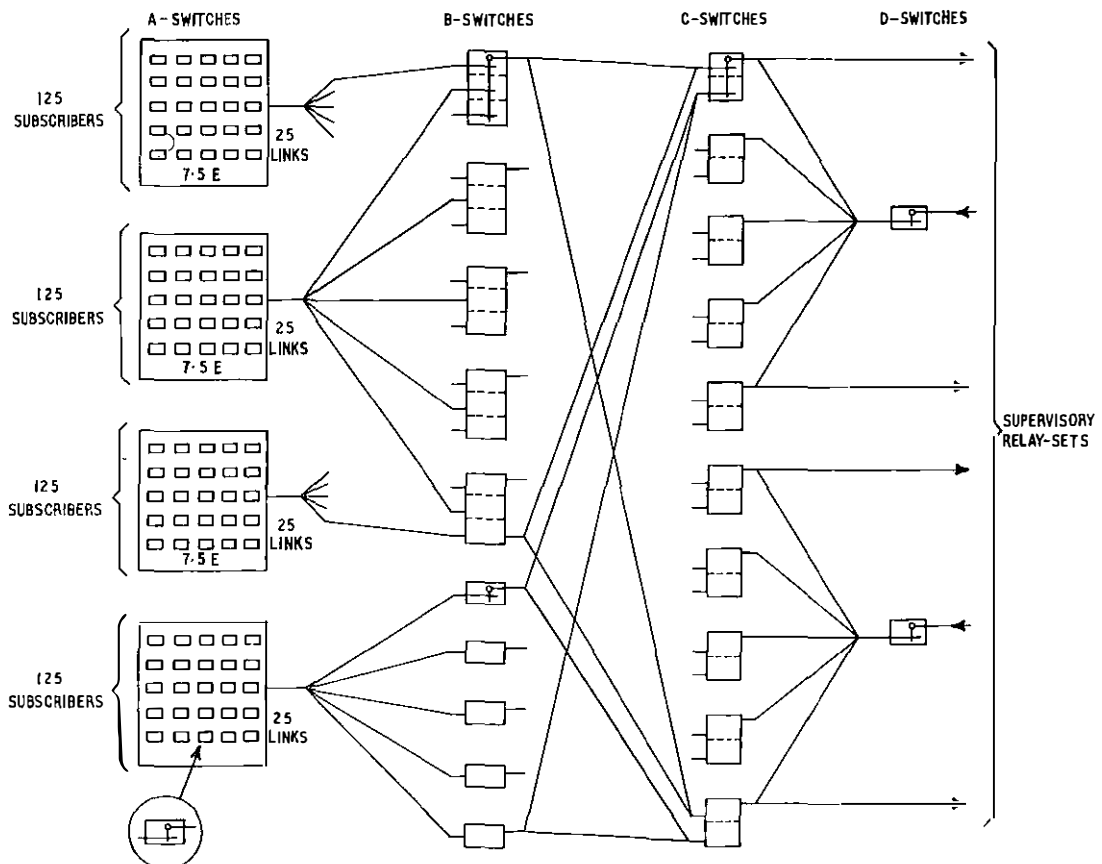 A-SWITCHES
B-SWITCHES
C-SWITCHES
D-SWITCHES
125
SUBSCRIBERS
25
LINKS
7·5 E
125
SUBSCRIBERS
25
LINKS
7·5 E
SUPERVISORY
RELAY-SETS
125
SUBSCRIBERS
25
LINKS
7·5 E
125
SUBSCRIBERS
25
LINKS